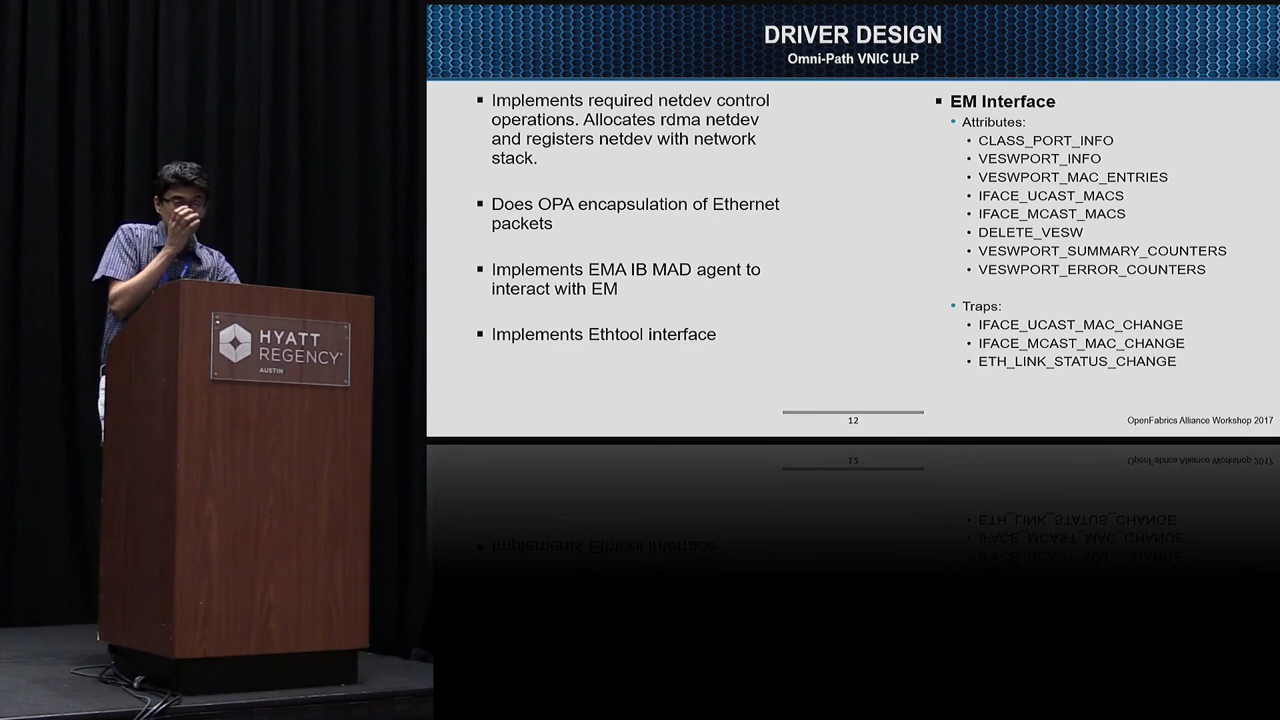 DRIVER DESIGN
Omni-Path VNIC ULP
▪ Implements required netdev control
operations. Allocates rdma netdev
and registers netdev with network
stack.
▪ Does OPA encapsulation of Ethernet
packets
▪ Implements EMA IB MAD agent to
interact with EM
▪ Implements Ethtool interface
▪ EM Interface
• Attributes:
• CLASS_PORT_INFO
• VESWPORT_INFO
• VESWPORT_MAC_ENTRIES
• IFACE_UCAST_MACS
• IFACE_MCAST_MACS
• DELETE_VESW
• VESWPORT_SUMMARY_COUNTERS
• VESWPORT_ERROR_COUNTERS
• Traps:
• IFACE_UCAST_MAC_CHANGE
• IFACE_MCAST_MAC_CHANGE
• ETH_LINK_STATUS_CHANGE
12
OpenFabrics Alliance Workshop 2017
HYATT
REGENCY
AUSTIN